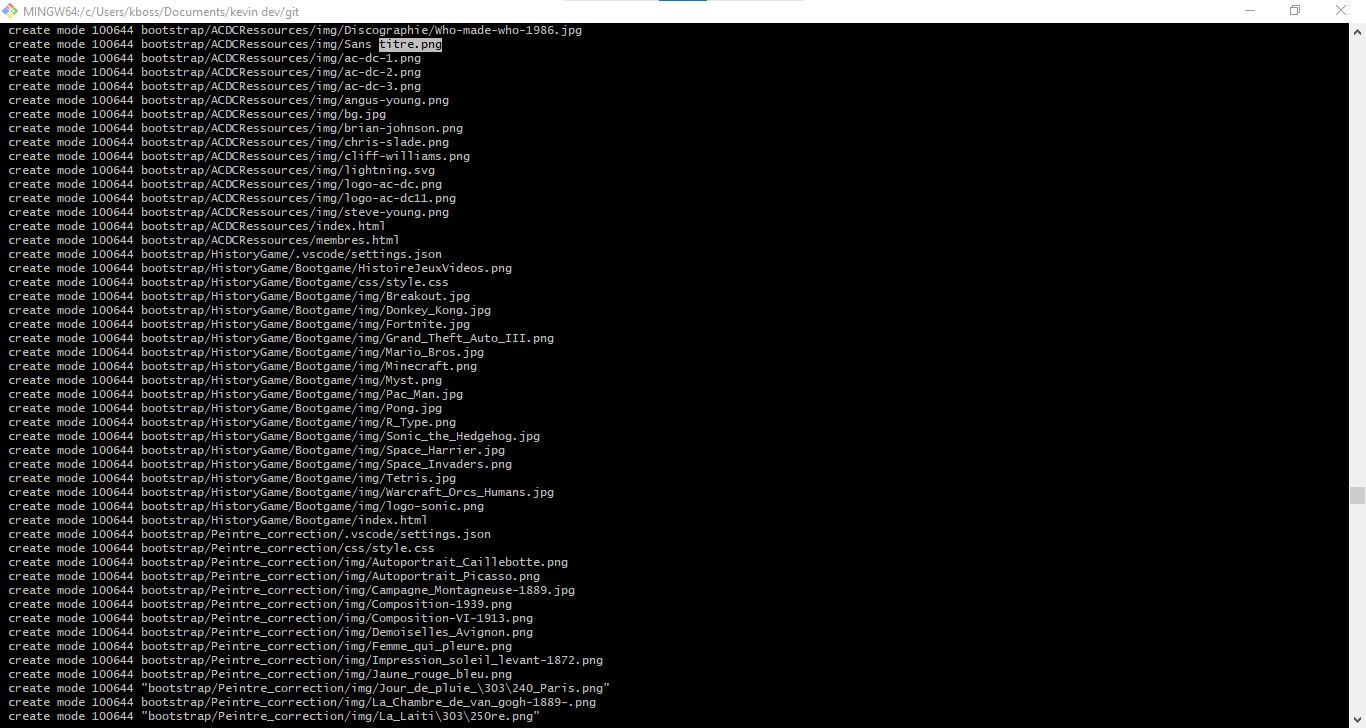 MINGW64:/c/Users/kboss/Documents/kevin dev/git
create mode 100644 bootstrap/ACDCRessources/img/Discographie/Who-made-who-1986.jpg
create mode 100644 bootstrap/ACDCRessources/img/Sans titre.png
create mode 100644 bootstrap/ACDCRessources/img/ac-dc-1.png
create mode 100644 bootstrap/ACDCRessources/img/ac-dc-2.png
create mode 100644 bootstrap/ACDCRessources/img/ac-dc-3.png
create mode 100644 bootstrap/ACDCRessources/img/angus-young.png
create mode 100644 bootstrap/ACDCRessources/img/bg.jpg
create mode 100644 bootstrap/ACDCRessources/img/brian-johnson.png
create mode 100644 bootstrap/ACDCRessources/img/chris-slade.png
create mode 100644 bootstrap/ACDCRessources/img/cliff-williams.png
create mode 100644 bootstrap/ACDCRessources/img/lightning.svg
create mode 100644 bootstrap/ACDCRessources/img/logo-ac-dc.png
create mode 100644 bootstrap/ACDCRessources/img/logo-ac-dc11.png
create mode 100644 bootstrap/ACDCRessources/img/steve-young.png
create mode 100644 bootstrap/ACDCRessources/index.html
create mode 100644 bootstrap/ACDCRessources/membres.html
create mode 100644 bootstrap/HistoryGame/.vscode/settings.json
create mode 100644 bootstrap/HistoryGame/Bootgame/HistoireJeuxVideos.png
create mode 100644 bootstrap/HistoryGame/Bootgame/css/style.css
create mode 100644 bootstrap/HistoryGame/Bootgame/img/Breakout.jpg
create mode 100644 bootstrap/HistoryGame/Bootgame/img/Donkey_Kong.jpg
create mode 100644 bootstrap/HistoryGame/Bootgame/img/Fortnite.jpg
create mode 100644 bootstrap/HistoryGame/Bootgame/img/Grand_Theft_Auto_III.png
create mode 100644 bootstrap/HistoryGame/Bootgame/img/Mario_Bros.jpg
create mode 100644 bootstrap/HistoryGame/Bootgame/img/Minecraft.png
create mode 100644 bootstrap/HistoryGame/Bootgame/img/Myst.png
create mode 100644 bootstrap/HistoryGame/Bootgame/img/Pac_Man.jpg
create mode 100644 bootstrap/HistoryGame/Bootgame/img/Pong.jpg
create mode 100644 bootstrap/HistoryGame/Bootgame/img/R_Type.png
create mode 100644 bootstrap/HistoryGame/Bootgame/img/Sonic_the_Hedgehog.jpg
create mode 100644 bootstrap/HistoryGame/Bootgame/img/Space_Harrier.jpg
create mode 100644 bootstrap/HistoryGame/Bootgame/img/Space_Invaders.png
create mode 100644 bootstrap/HistoryGame/Bootgame/img/Tetris.jpg
create mode 100644 bootstrap/HistoryGame/Bootgame/img/Warcraft_Orcs_Humans.jpg
create mode 100644 bootstrap/HistoryGame/Bootgame/img/logo-sonic.png
create mode 100644 bootstrap/HistoryGame/Bootgame/index.html
create mode 100644 bootstrap/Peintre_correction/.vscode/settings.json
create mode 100644 bootstrap/Peintre_correction/css/style.css
create mode 100644 bootstrap/Peintre_correction/img/Autoportrait_Caillebotte.png
create mode 100644 bootstrap/Peintre_correction/img/Autoportrait_Picasso.png
create mode 100644 bootstrap/Peintre_correction/img/Campagne_Montagneuse-1889.jpg
create mode 100644 bootstrap/Peintre_correction/img/Composition-1939.png
create mode 100644 bootstrap/Peintre_correction/img/Composition-VI-1913.png
create mode 100644 bootstrap/Peintre_correction/img/Demoiselles_Avignon.png
create mode 100644 bootstrap/Peintre_correction/img/Femme_qui_pleure.png
create mode 100644 bootstrap/Peintre_correction/img/Impression_soleil_levant-1872.png
create mode 100644 bootstrap/Peintre_correction/img/Jaune_rouge_bleu.png
create mode 100644 "bootstrap/Peintre_correction/img/Jour_de_pluie_\303\240_Paris.png"
create mode 100644 bootstrap/Peintre_correction/img/La_Chambre_de_van_gogh-1889-.png
create mode 100644 "bootstrap/Peintre_correction/img/La_Laiti\303\250re.png"